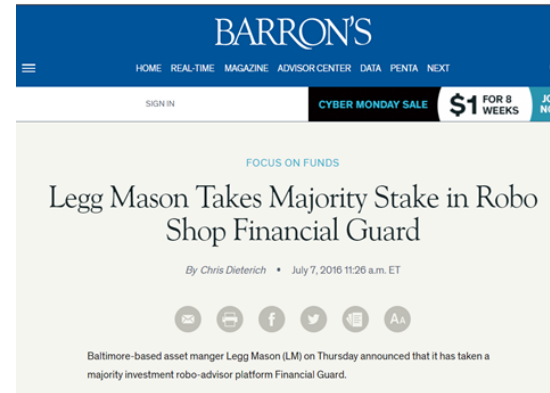 BARRON'S
HOME REAL-TIME MAGAZINE ADVISOR CENTER DATA PENTA NEXT
SIGN IN CYBER MONDAY SALE $1 FOR 8 WEEKS
FOCUS ON FUNDS
Legg Mason Takes Majority Stake in Robo
Shop Financial Guard
By Chris Dieterich • July 7, 2016 11:26 a.m. ET
AA
Baltimore-based asset manger Legg Mason (LM) on Thursday announced that it has taken a
majority investment robo-advisor platform Financial Guard.